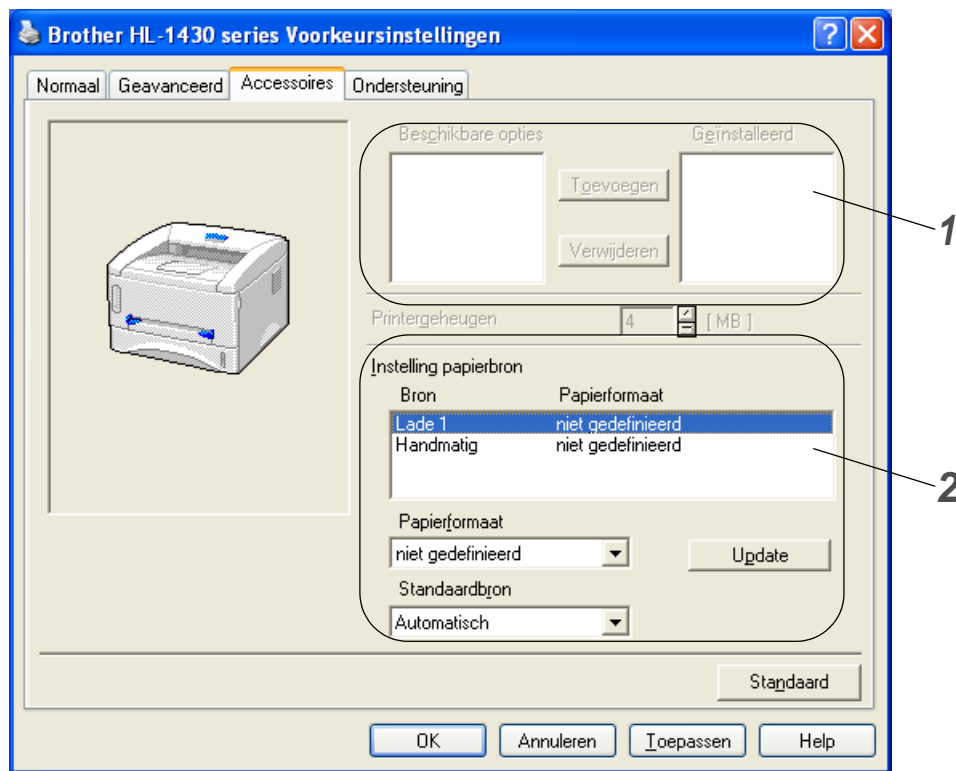 Brother HL-1430 series Voorkeursinstellingen
Normaal Geavanceerd Accessoires Ondersteuning
Beschikbare opties Geïnstalleerd
Toevoegen
1
Verwijderen
Printergeheugen 4 [ MB ]
Instelling papierbron
Bron Papierformaat
Lade 1 niet gedefinieerd
Handmatig niet gedefinieerd
2
Papierformaat
niet gedefinieerd Update
Standaardbron
Automatisch
Standaard
OK Annuleren Toepassen Help